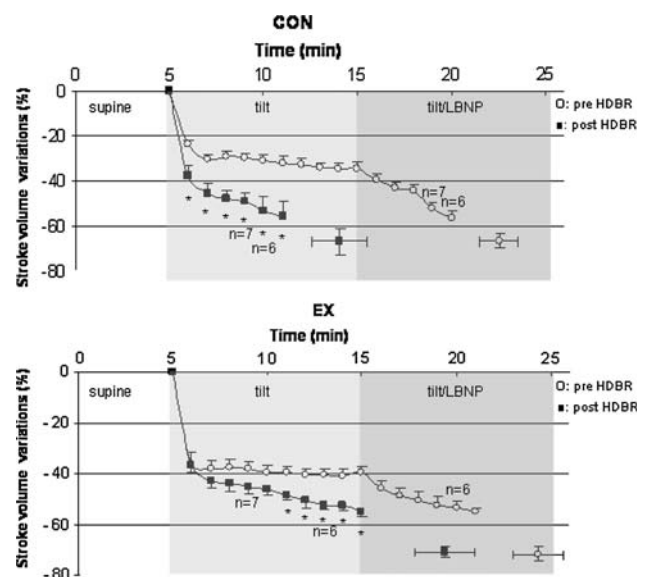 CON
Time (min)
0 5 10 15 20 25
Stroke volume variations (%)
0
-20
-40
-60
-80
supine tilt tilt/LBNP
○: pre HDBR
■: post HDBR
n=7
n=6
* * * * * *
n=7
n=6
EX
Time (min)
0 5 10 15 20 25
Stroke volume variations (%)
0
-20
-40
-60
-80
supine tilt tilt/LBNP
○: pre HDBR
■: post HDBR
n=6
n=7
n=6
* * * * *